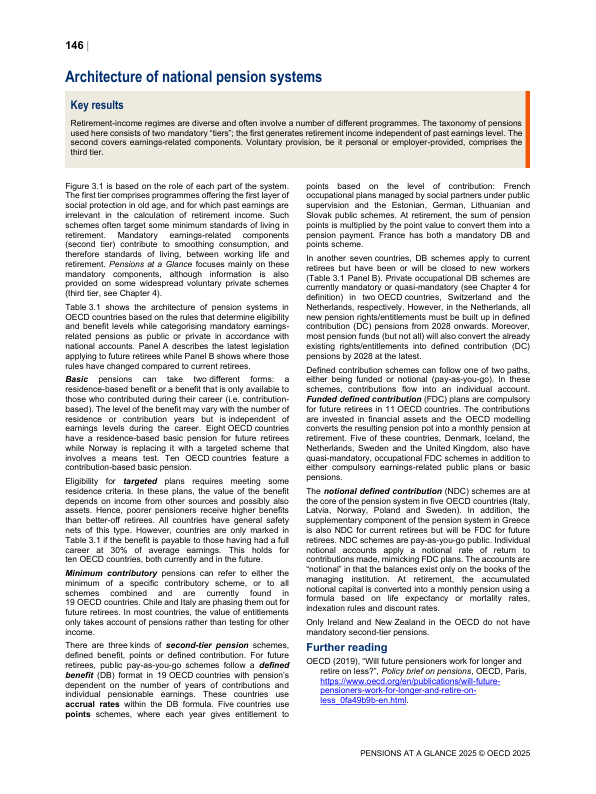 146 |
Architecture of national pension systems
Key results
Retirement-income regimes are diverse and often involve a number of different programmes. The taxonomy of pensions
used here consists of two mandatory “tiers”; the first generates retirement income independent of past earnings level. The
second covers earnings-related components. Voluntary provision, be it personal or employer-provided, comprises the
third tier.
Figure 3.1 is based on the role of each part of the system.
The first tier comprises programmes offering the first layer of
social protection in old age, and for which past earnings are
irrelevant in the calculation of retirement income. Such
schemes often target some minimum standards of living in
retirement. Mandatory earnings-related components
(second tier) contribute to smoothing consumption, and
therefore standards of living, between working life and
retirement. Pensions at a Glance focuses mainly on these
mandatory components, although information is also
provided on some widespread voluntary private schemes
(third tier, see Chapter 4).
Table 3.1 shows the architecture of pension systems in
OECD countries based on the rules that determine eligibility
and benefit levels while categorising mandatory earnings-
related pensions as public or private in accordance with
national accounts. Panel A describes the latest legislation
applying to future retirees while Panel B shows where those
rules have changed compared to current retirees.
Basic pensions can take two different forms: a
residence-based benefit or a benefit that is only available to
those who contributed during their career (i.e. contribution-
based). The level of the benefit may vary with the number of
residence or contribution years but is independent of
earnings levels during the career. Eight OECD countries
have a residence-based basic pension for future retirees
while Norway is replacing it with a targeted scheme that
involves a means test. Ten OECD countries feature a
contribution-based basic pension.
Eligibility for targeted plans requires meeting some
residence criteria. In these plans, the value of the benefit
depends on income from other sources and possibly also
assets. Hence, poorer pensioners receive higher benefits
than better-off retirees. All countries have general safety
nets of this type. However, countries are only marked in
Table 3.1 if the benefit is payable to those having had a full
career at 30% of average earnings. This holds for
ten OECD countries, both currently and in the future.
Minimum contributory pensions can refer to either the
minimum of a specific contributory scheme, or to all
schemes combined and are currently found in
19 OECD countries. Chile and Italy are phasing them out for
future retirees. In most countries, the value of entitlements
only takes account of pensions rather than testing for other
income.
There are three kinds of second-tier pension schemes,
defined benefit, points or defined contribution. For future
retirees, public pay-as-you-go schemes follow a defined
benefit (DB) format in 19 OECD countries with pension's
dependent on the number of years of contributions and
individual pensionable earnings. These countries use
accrual rates within the DB formula. Five countries use
points schemes, where each year gives entitlement to
points based on the level of contribution: French
occupational plans managed by social partners under public
supervision and the Estonian, German, Lithuanian and
Slovak public schemes. At retirement, the sum of pension
points is multiplied by the point value to convert them into a
pension payment. France has both a mandatory DB and
points scheme.
In another seven countries, DB schemes apply to current
retirees but have been or will be closed to new workers
(Table 3.1 Panel B). Private occupational DB schemes are
currently mandatory or quasi-mandatory (see Chapter 4 for
definition) in two OECD countries, Switzerland and the
Netherlands, respectively. However, in the Netherlands, all
new pension rights/entitlements must be built up in defined
contribution (DC) pensions from 2028 onwards. Moreover,
most pension funds (but not all) will also convert the already
existing rights/entitlements into defined contribution (DC)
pensions by 2028 at the latest.
Defined contribution schemes can follow one of two paths,
either being funded or notional (pay-as-you-go). In these
schemes, contributions flow into an individual account.
Funded defined contribution (FDC) plans are compulsory
for future retirees in 11 OECD countries. The contributions
are invested in financial assets and the OECD modelling
converts the resulting pension pot into a monthly pension at
retirement. Five of these countries, Denmark, Iceland, the
Netherlands, Sweden and the United Kingdom, also have
quasi-mandatory, occupational FDC schemes in addition to
either compulsory earnings-related public plans or basic
pensions.
The notional defined contribution (NDC) schemes are at
the core of the pension system in five OECD countries (Italy,
Latvia, Norway, Poland and Sweden). In addition, the
supplementary component of the pension system in Greece
is also NDC for current retirees but will be FDC for future
retirees. NDC schemes are pay-as-you-go public. Individual
notional accounts apply a notional rate of return to
contributions made, mimicking FDC plans. The accounts are
“notional” in that the balances exist only on the books of the
managing institution. At retirement, the accumulated
notional capital is converted into a monthly pension using a
formula based on life expectancy or mortality rates,
indexation rules and discount rates.
Only Ireland and New Zealand in the OECD do not have
mandatory second-tier pensions.
Further reading
OECD (2019), “Will future pensioners work for longer and
retire on less?”, Policy brief on pensions, OECD, Paris,
https://www.oecd.org/en/publications/will-future-
pensioners-work-for-longer-and-retire-on-
less_0fa49b9b-en.html.
PENSIONS AT A GLANCE 2025 © OECD 2025